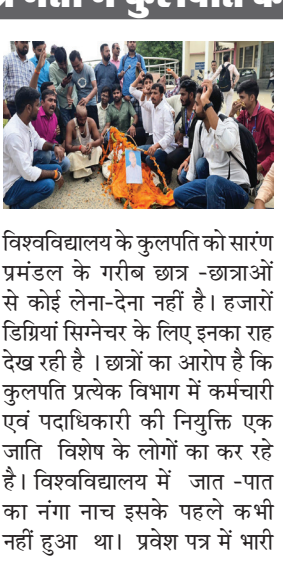 विश्वविद्यालय के कुलपति को सारंण
प्रमंडल के गरीब छात्र -छात्राओं
से कोई लेना-देना नहीं है। हजारों
डिग्रियां सिग्नेचर के लिए इनका राह
देख रही है । छात्रों का आरोप है कि
कुलपति प्रत्येक विभाग में कर्मचारी
एवं पदाधिकारी की नियुक्ति एक
जाति विशेष के लोगों का कर रहे
है। विश्वविद्यालय में जात -पात
का नंगा नाच इसके पहले कभी
नहीं हुआ था। प्रवेश पत्र में भारी